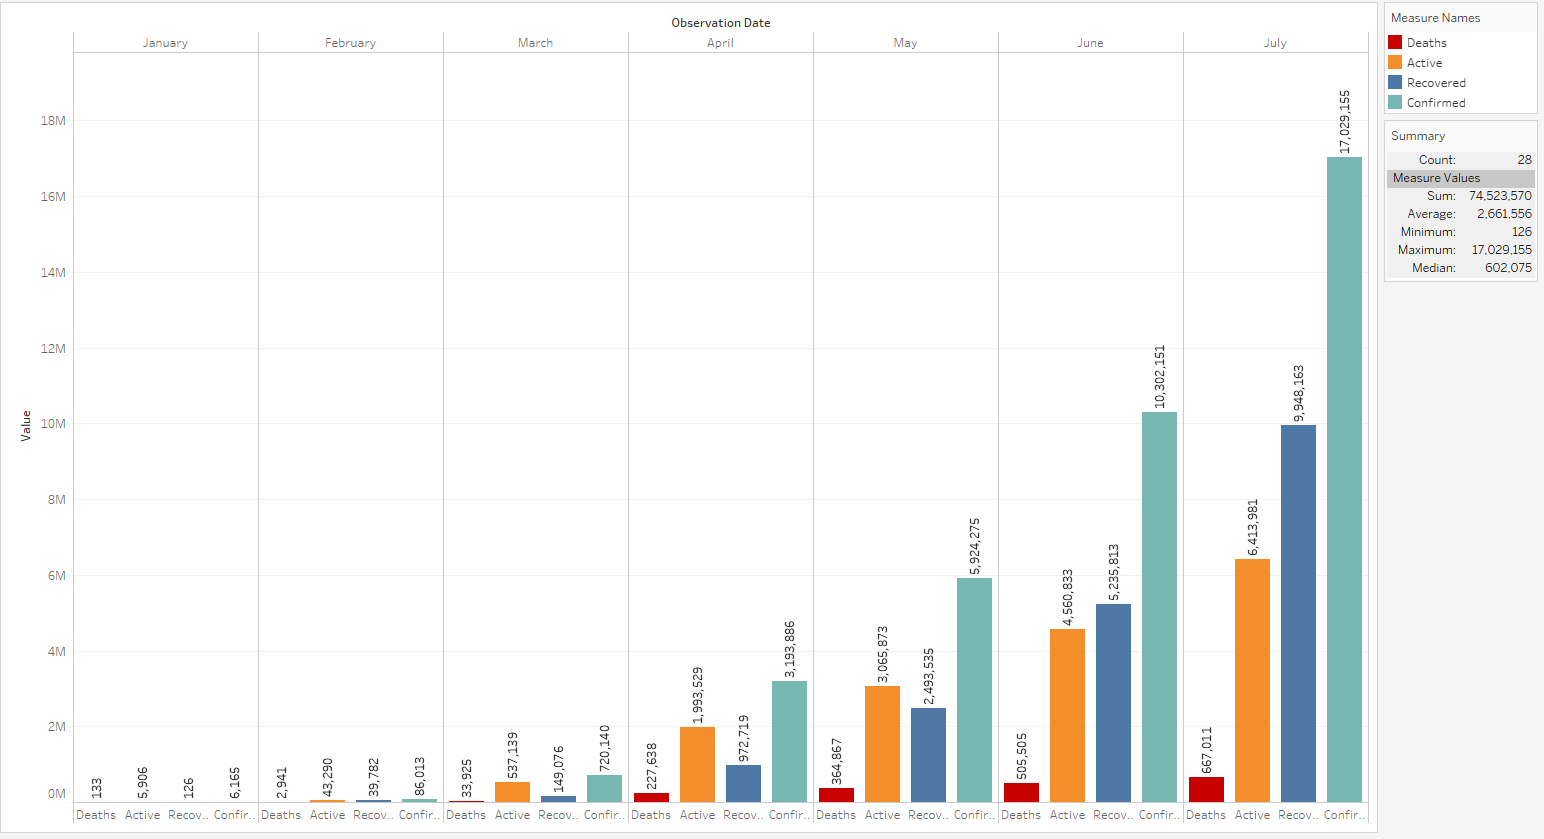 Observation Date
January February March April May June July
18M
16M
14M
12M
10M
8M
6M
4M
2M
0M
Value
133 5,906 126 6,165 2,941 43,290 39,782 86,013 33,925 537,139 149,076 720,140 227,638 1,993,529 972,719 3,193,886 364,867 3,065,873 2,493,535 5,924,275 505,505 4,560,833 5,235,813 10,302,151 667,011 6,413,981 9,948,163 17,029,155
Deaths Active Recov.. Confir.. Deaths Active Recov.. Confir.. Deaths Active Recov.. Confir.. Deaths Active Recov.. Confir.. Deaths Active Recov.. Confir.. Deaths Active Recov.. Confir.. Deaths Active Recov.. Confir..
Measure Names
Deaths
Active
Recovered
Confirmed
Summary
Count: 28
Measure Values
Sum: 74,523,570
Average: 2,661,556
Minimum: 126
Maximum: 17,029,155
Median: 602,075